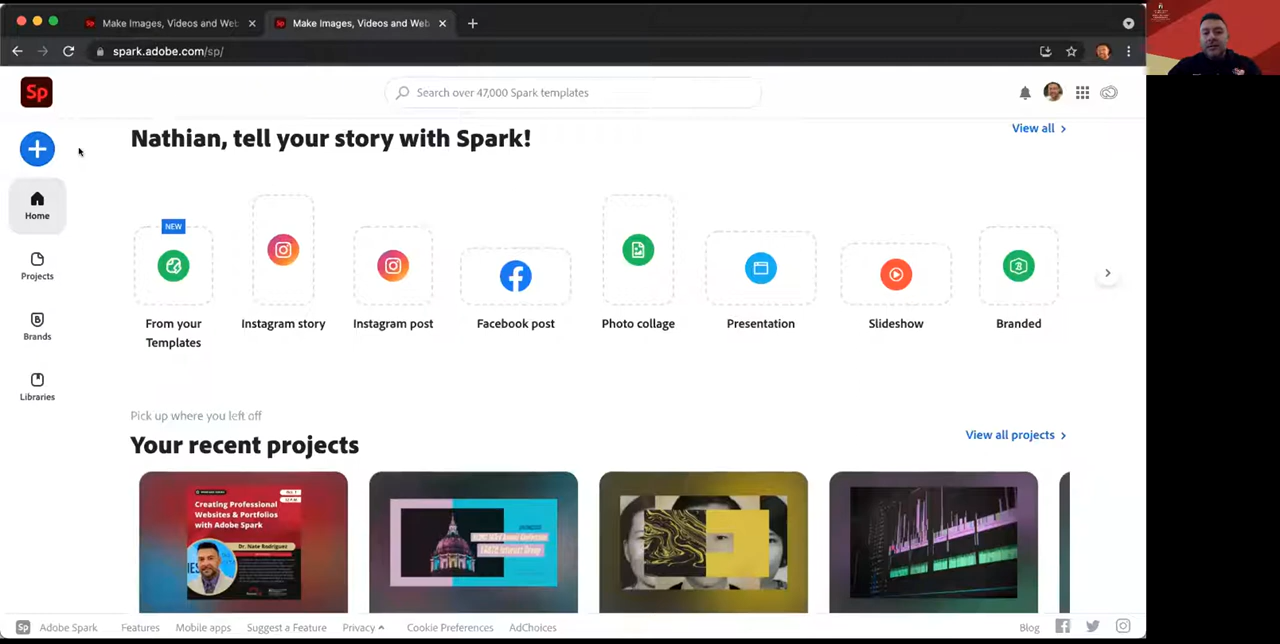 Make Images, Videos and Web
Make Images, Videos and Web
spark.adobe.com/sp/
Sp
Search over 47,000 Spark templates
Nathian, tell your story with Spark!
View all
Home
Projects
Brands
Libraries
NEW
From your
Templates
Instagram story
Instagram post
Facebook post
Photo collage
Presentation
Slideshow
Branded
Pick up where you left off
Your recent projects
View all projects
Creating Professional
Websites & Portfolios
with Adobe Spark
Dr. Nate Rodriguez
Sp Adobe Spark
Features
Mobile apps
Suggest a Feature
Privacy
Cookie Preferences
AdChoices
Blog